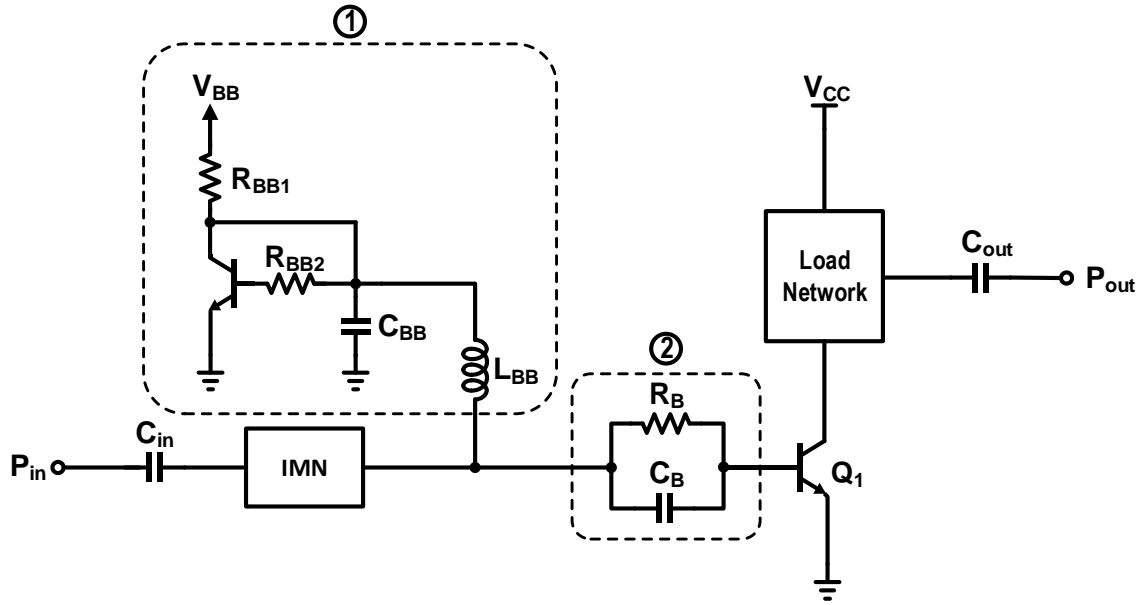 ①
V_BB
V_CC
R_BB1
R_BB2
C_out
Load
Network
P_out
C_BB
②
L_BB
R_B
C_in
P_in
IMN
C_B
Q_1